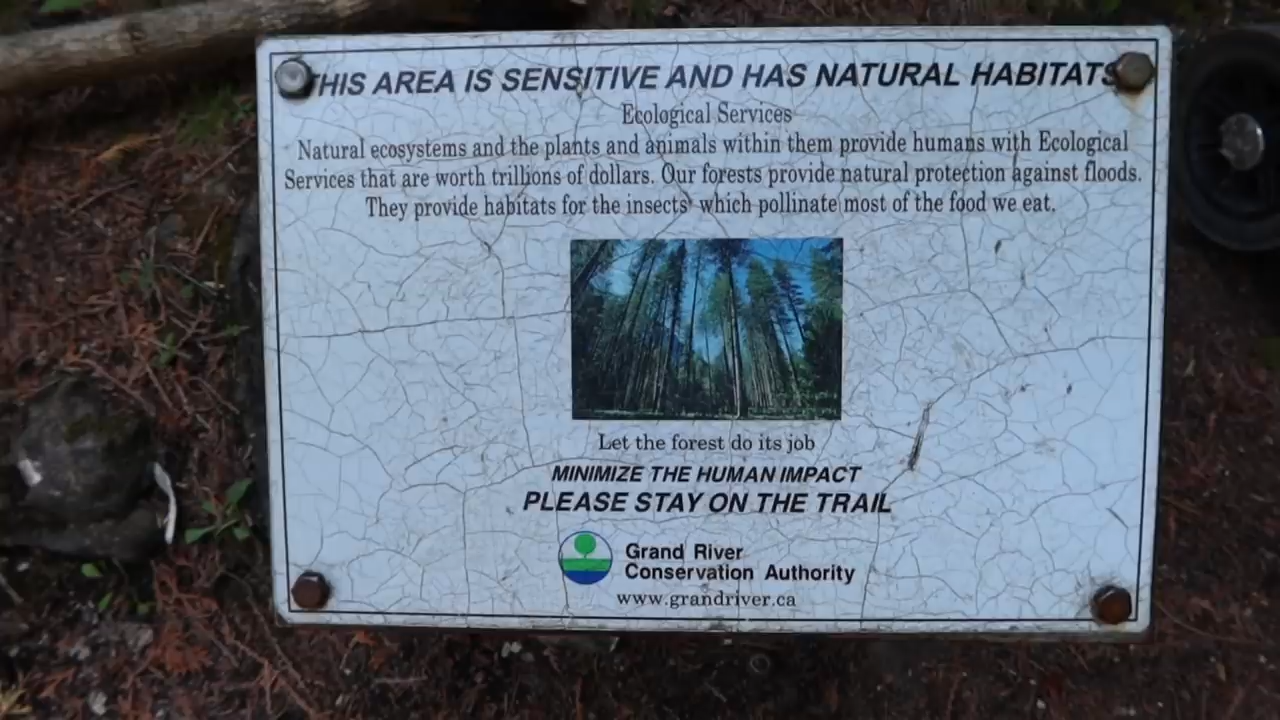 THIS AREA IS SENSITIVE AND HAS NATURAL HABITATS
Ecological Services
Natural ecosystems and the plants and animals within them provide humans with Ecological
Services that are worth trillions of dollars. Our forests provide natural protection against floods.
They provide habitats for the insects which pollinate most of the food we eat.
Let the forest do its job
MINIMIZE THE HUMAN IMPACT
PLEASE STAY ON THE TRAIL
Grand River
Conservation Authority
www.grandriver.ca